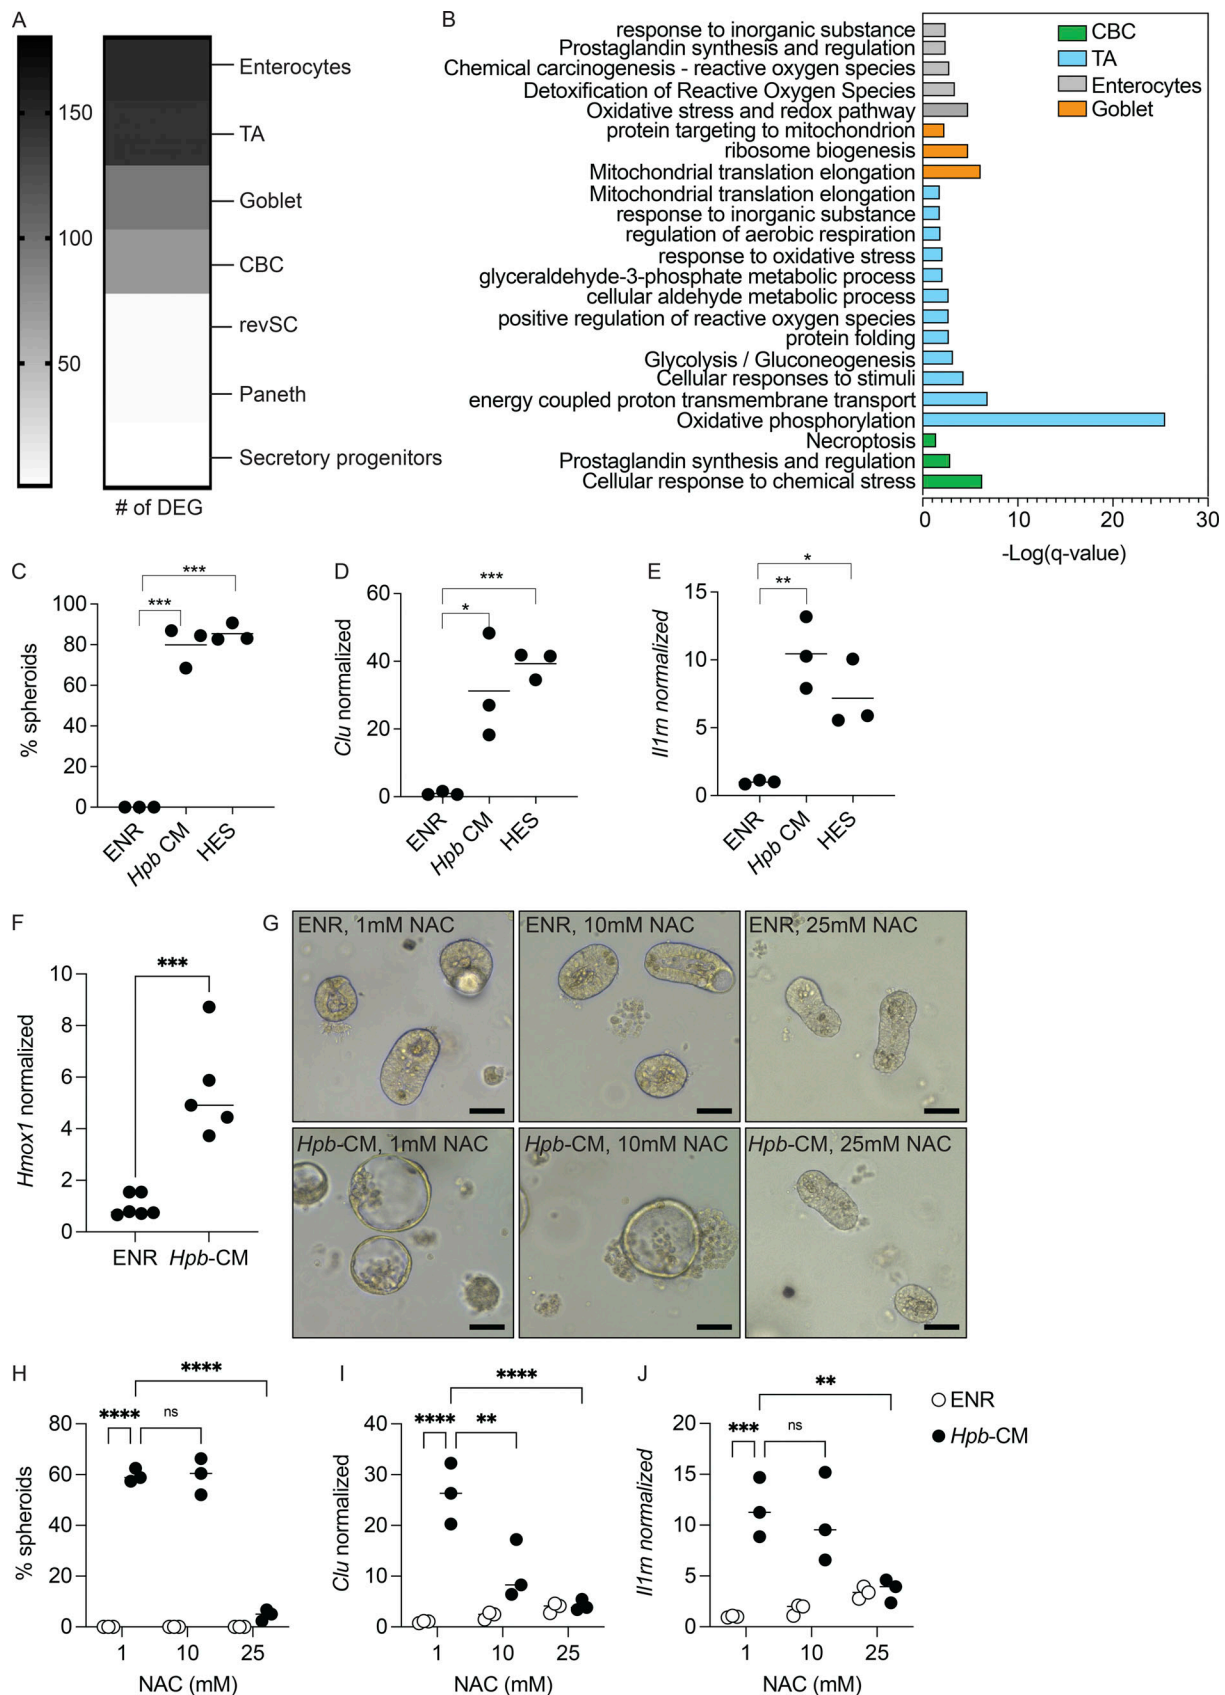 A
150
100
50
Enterocytes
TA
Goblet
CBC
revSC
Paneth
Secretory progenitors
# of DEG
B
response to inorganic substance
Prostaglandin synthesis and regulation
Chemical carcinogenesis - reactive oxygen species
Detoxification of Reactive Oxygen Species
Oxidative stress and redox pathway
protein targeting to mitochondrion
ribosome biogenesis
Mitochondrial translation elongation
Mitochondrial translation elongation
response to inorganic substance
regulation of aerobic respiration
response to oxidative stress
glyceraldehyde-3-phosphate metabolic process
cellular aldehyde metabolic process
positive regulation of reactive oxygen species
protein folding
Glycolysis / Gluconeogenesis
Cellular responses to stimuli
energy coupled proton transmembrane transport
Oxidative phosphorylation
Necroptosis
Prostaglandin synthesis and regulation
Cellular response to chemical stress
CBC
TA
Enterocytes
Goblet
0 10 20 30
-Log(q-value)
C
% spheroids
100
80
60
40
20
0
***
***
ENR
Hpb CM
HES
D
Clu normalized
60
40
20
0
***
*
ENR
Hpb CM
HES
E
Il1rn normalized
15
10
5
0
*
**
ENR
Hpb CM
HES
F
Hmox1 normalized
10
8
6
4
2
0
***
ENR Hpb-CM
G
ENR, 1mM NAC
ENR, 10mM NAC
ENR, 25mM NAC
Hpb-CM, 1mM NAC
Hpb-CM, 10mM NAC
Hpb-CM, 25mM NAC
H
% spheroids
80
60
40
20
0
****
****
ns
1 10 25
NAC (mM)
I
Clu normalized
40
30
20
10
0
****
****
**
1 10 25
NAC (mM)
J
Il1rn normalized
20
15
10
5
0
**
***
ns
1 10 25
NAC (mM)
ENR
Hpb-CM